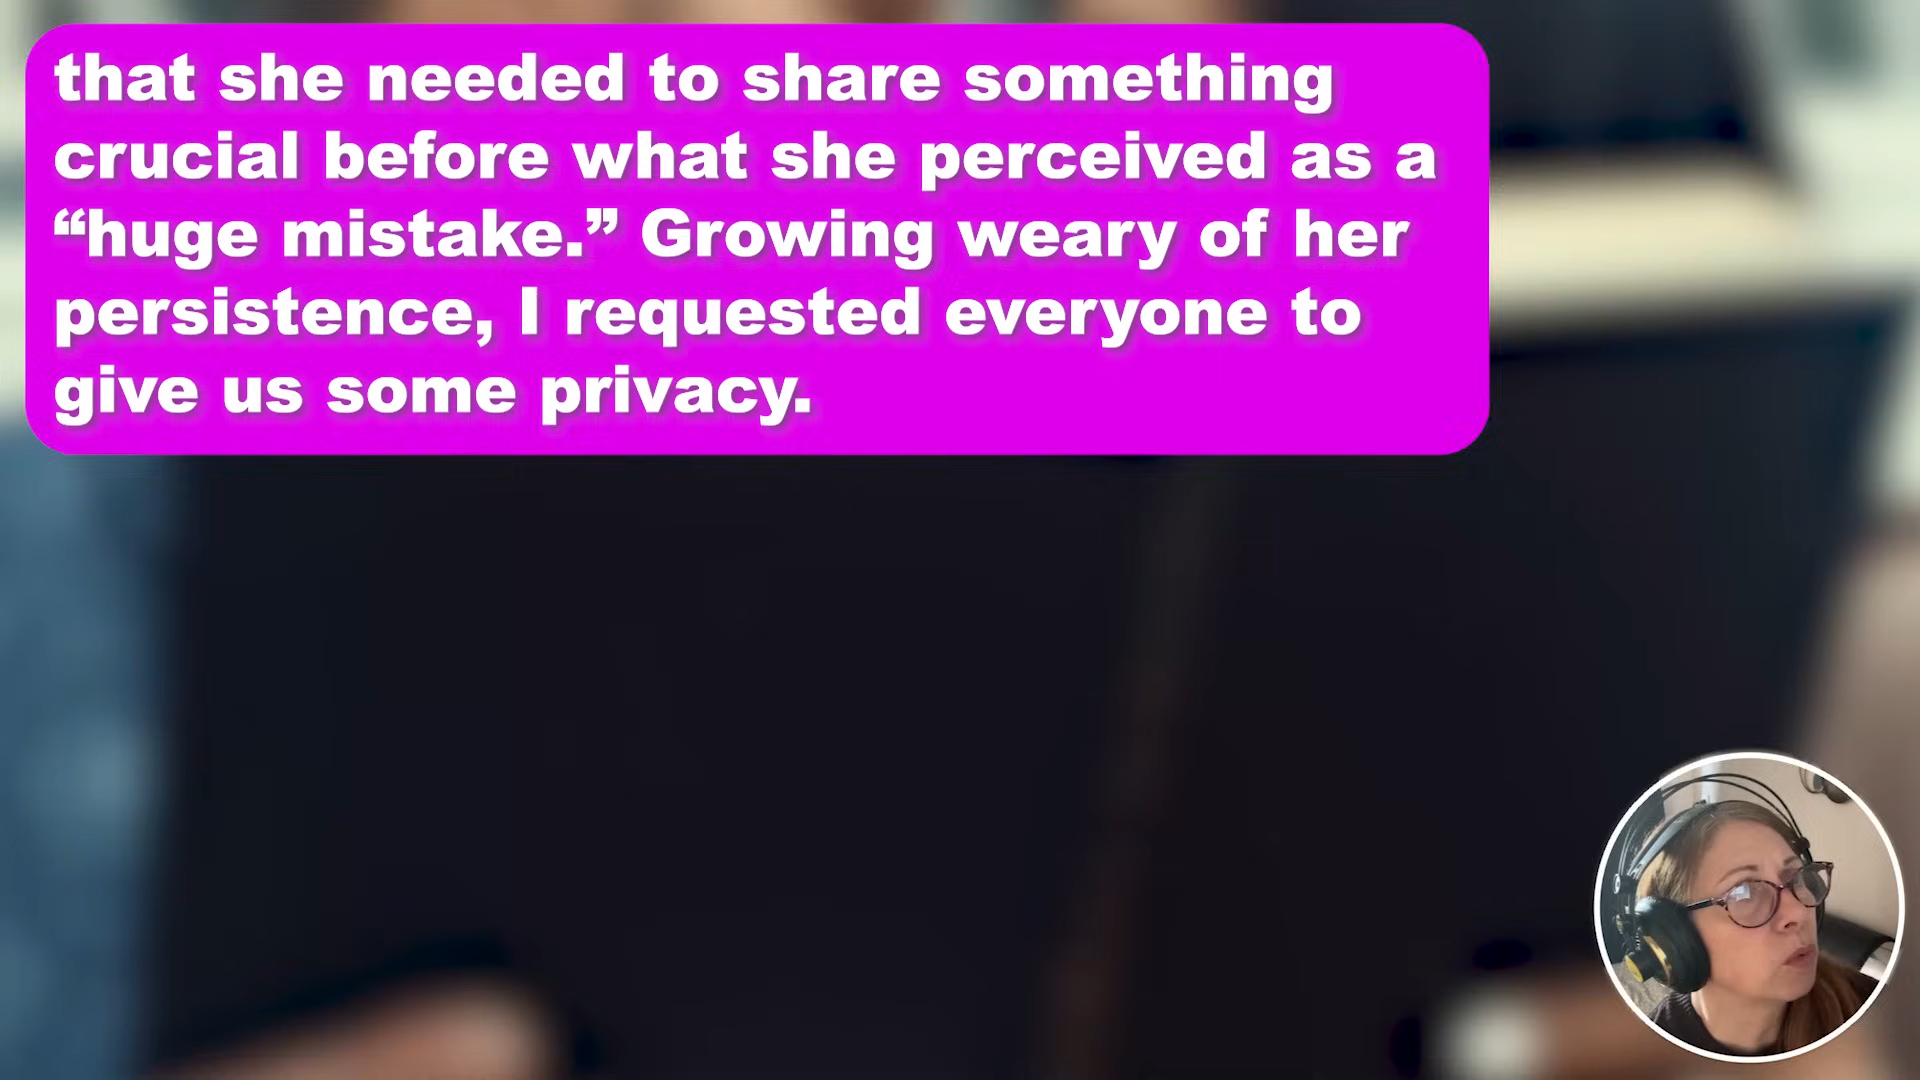 that she needed to share something
crucial before what she perceived as a
“huge mistake.” Growing weary of her
persistence, I requested everyone to
give us some privacy.